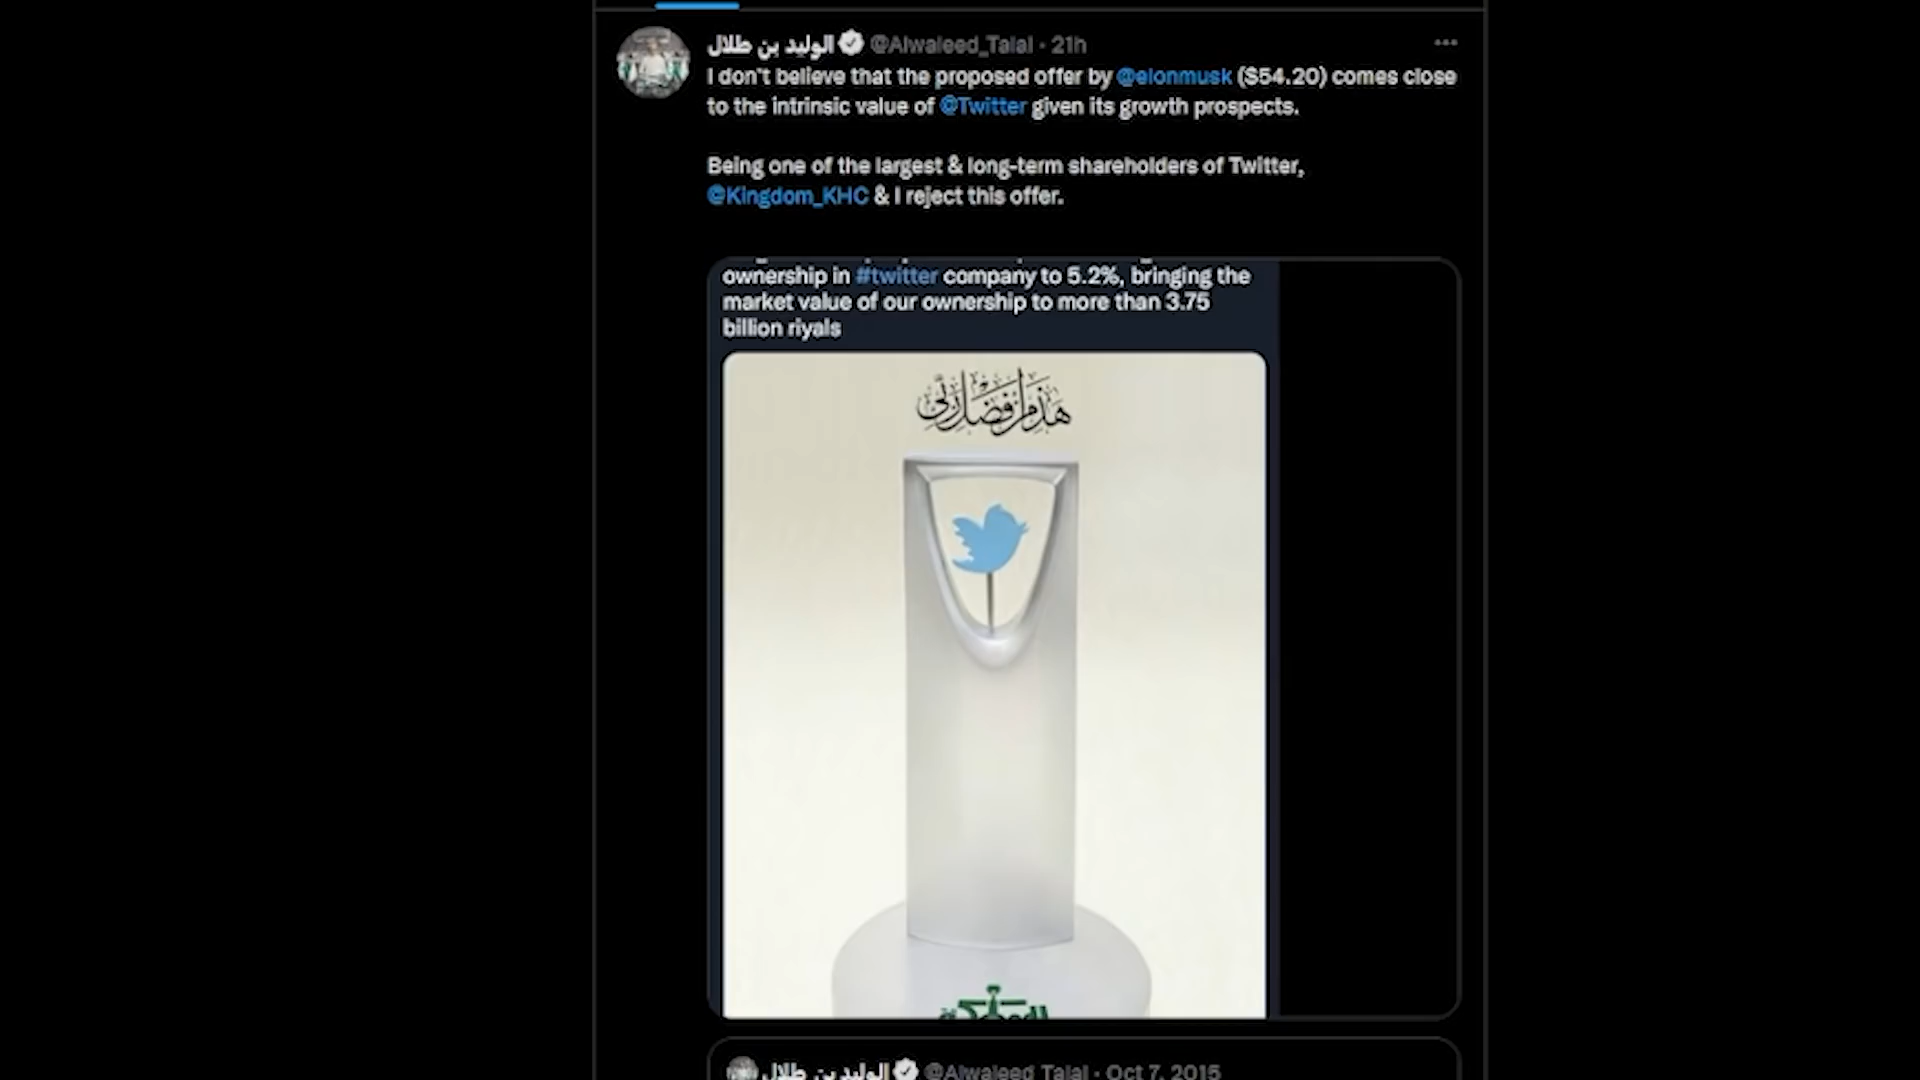 الوليد بن طلال @Alwaleed_Talal · 21h
I don't believe that the proposed offer by @elonmusk ($54.20) comes close
to the intrinsic value of @Twitter given its growth prospects.
Being one of the largest & long-term shareholders of Twitter,
@Kingdom_KHC & I reject this offer.
ownership in #twitter company to 5.2%, bringing the
market value of our ownership to more than 3.75
billion riyals
هذا من فضل ربي
الوليد بن طلال @Alwaleed_Talal · Oct 7, 2015